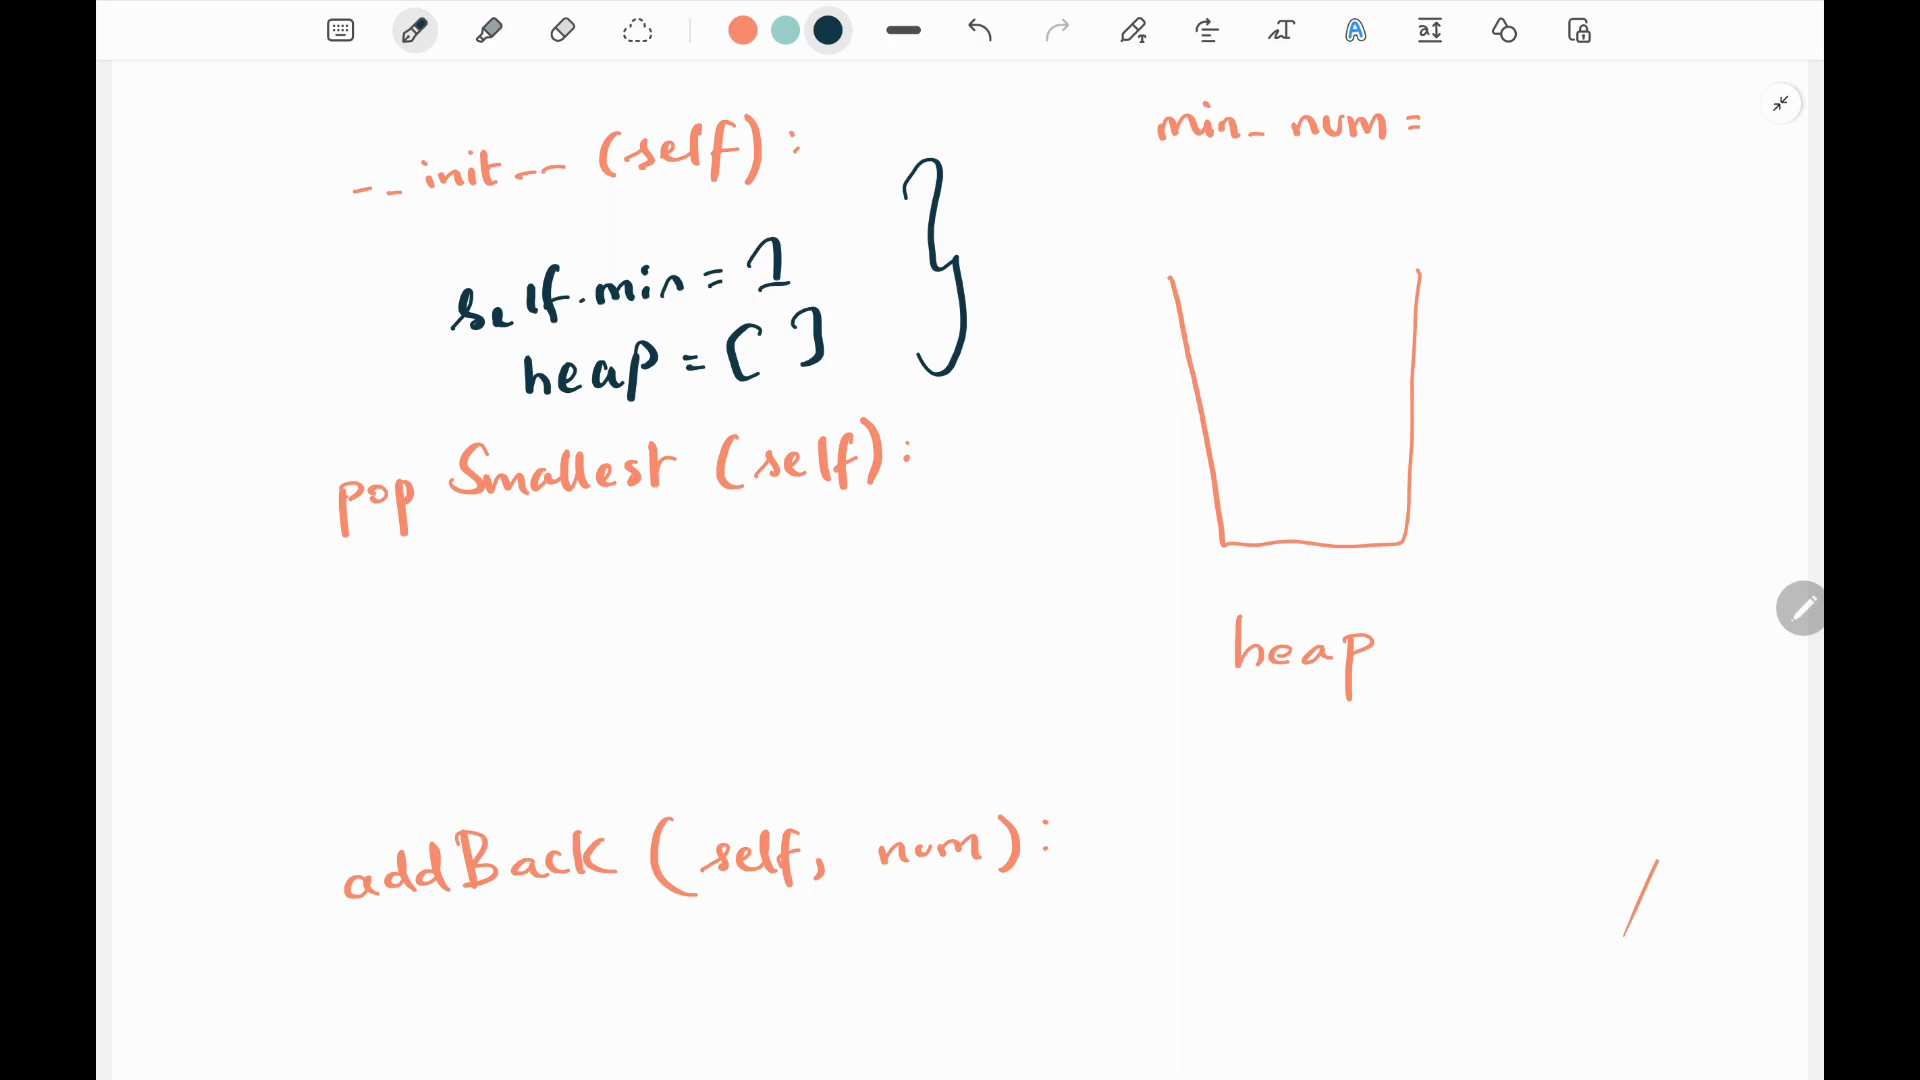 __init__ (self):
self.min = 1
heap = [ ]
pop Smallest (self):
addBack (self, num):
min_num =
heap